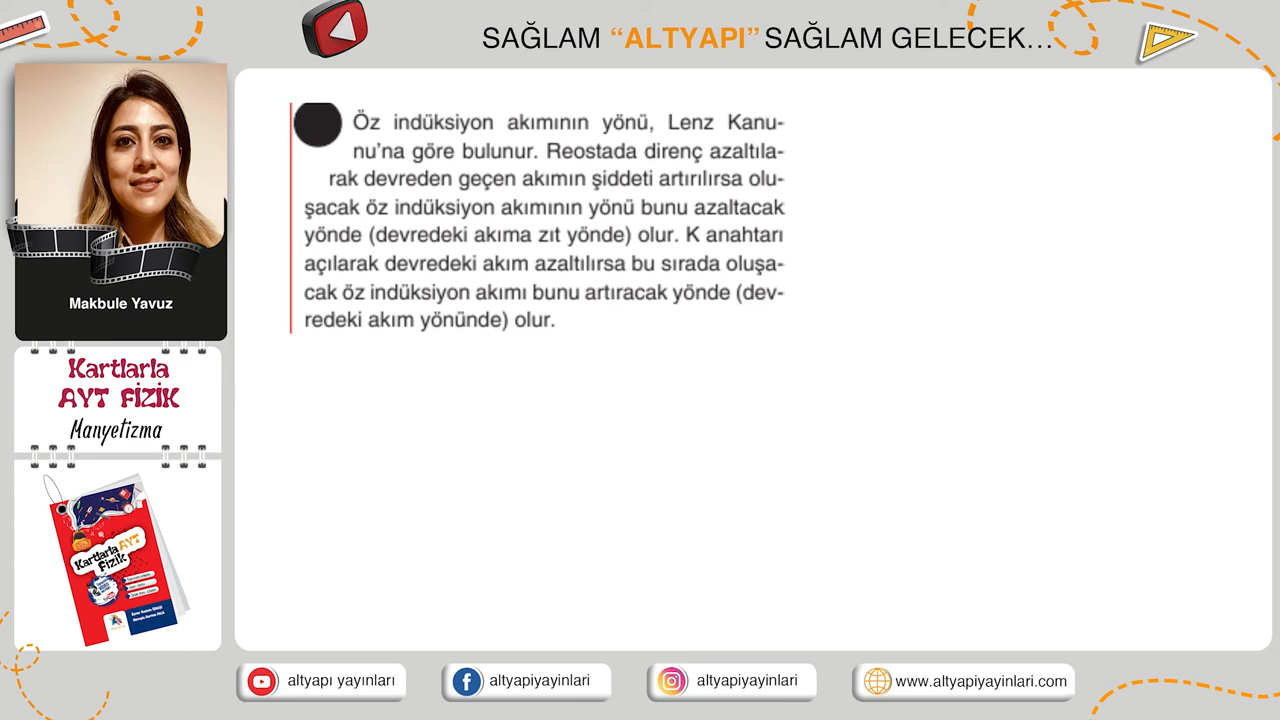 SAĞLAM “ALTYAPI” SAĞLAM GELECEK...
Öz indüksiyon akımının yönü, Lenz Kanu-
nu’na göre bulunur. Reostada direnç azaltıla-
rak devreden geçen akımın şiddeti artırılırsa olu-
şacak öz indüksiyon akımının yönü bunu azaltacak
yönde (devredeki akıma zıt yönde) olur. K anahtarı
açılarak devredeki akım azaltılırsa bu sırada oluşa-
cak öz indüksiyon akımı bunu artıracak yönde (dev-
redeki akım yönünde) olur.
Makbule Yavuz
Kartlarla
AYT FİZİK
Manyetizma
Kartlarla AYT
Fizik
altyapı yayınları
altyapiyayinlari
altyapiyayinlari
www.altyapiyayinlari.com